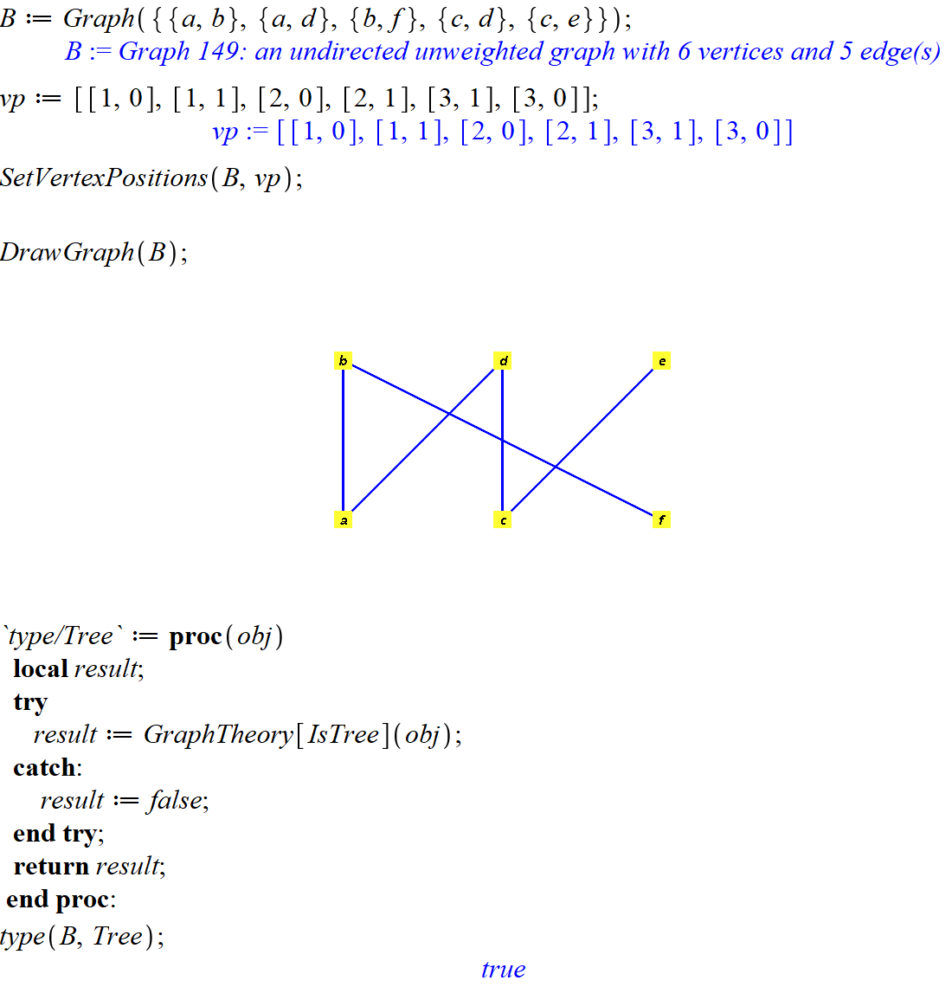 B := Graph({{a, b}, {a, d}, {b, f}, {c, d}, {c, e}});
B := Graph 149: an undirected unweighted graph with 6 vertices and 5 edge(s)
vp := [[1, 0], [1, 1], [2, 0], [2, 1], [3, 1], [3, 0]];
vp := [[1, 0], [1, 1], [2, 0], [2, 1], [3, 1], [3, 0]]
SetVertexPositions(B, vp);
DrawGraph(B);
b d e
a c f
`type/Tree` := proc(obj)
local result;
try
result := GraphTheory[IsTree](obj);
catch:
result := false;
end try;
return result;
end proc:
type(B, Tree);
true